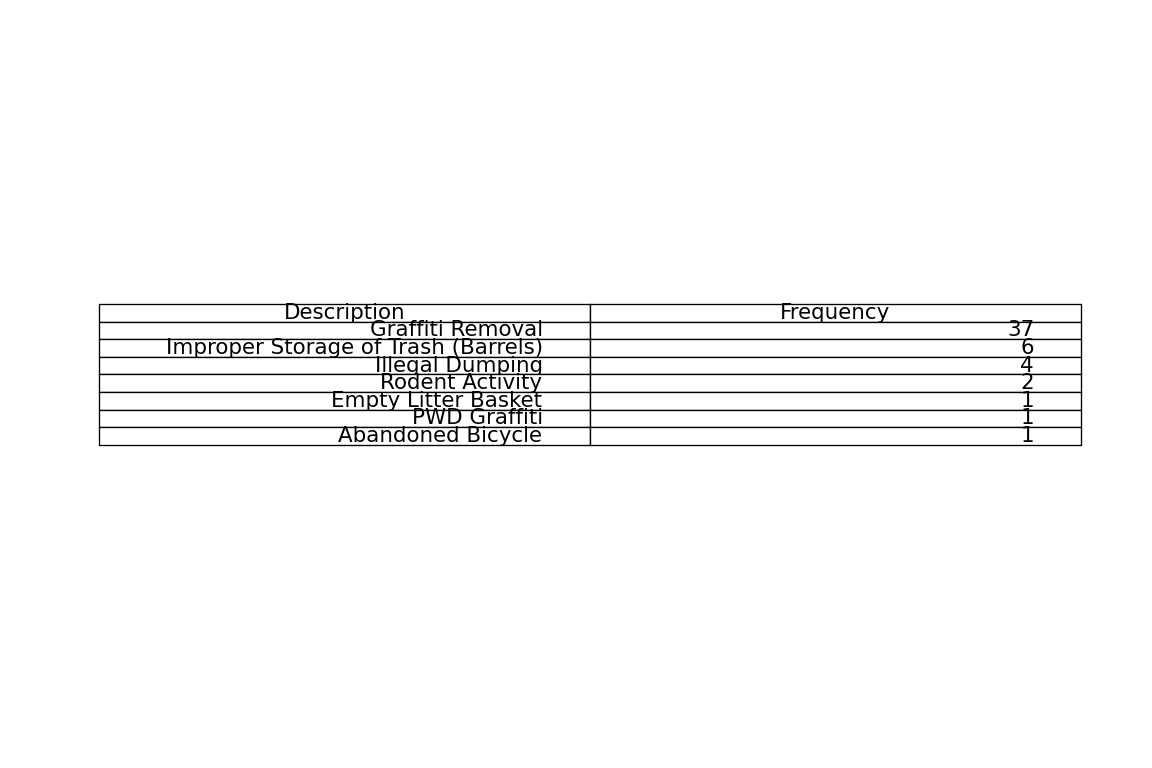 Description Frequency
Graffiti Removal 37
Improper Storage of Trash (Barrels) 6
Illegal Dumping 4
Rodent Activity 2
Empty Litter Basket 1
PWD Graffiti 1
Abandoned Bicycle 1